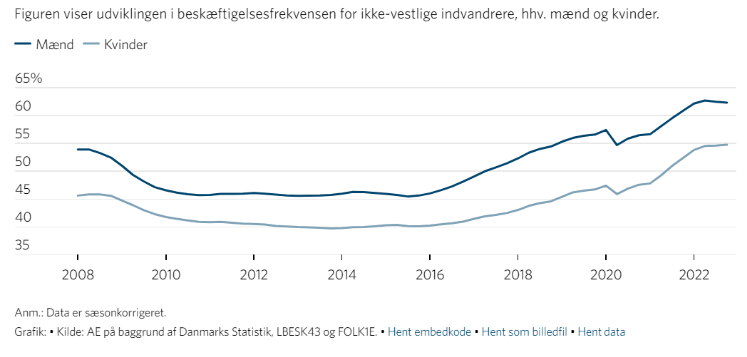 Figuren viser udviklingen i beskæftigelsesfrekvensen for ikke-vestlige indvandrere, hhv. mænd og kvinder.
Mænd Kvinder
65%
60
55
50
45
40
35
2008 2010 2012 2014 2016 2018 2020 2022
Anm.: Data er sæsonkorrigeret.
Grafik: • Kilde: AE på baggrund af Danmarks Statistik, LBESK43 og FOLK1E. • Hent embedkode • Hent som billedfil • Hent data